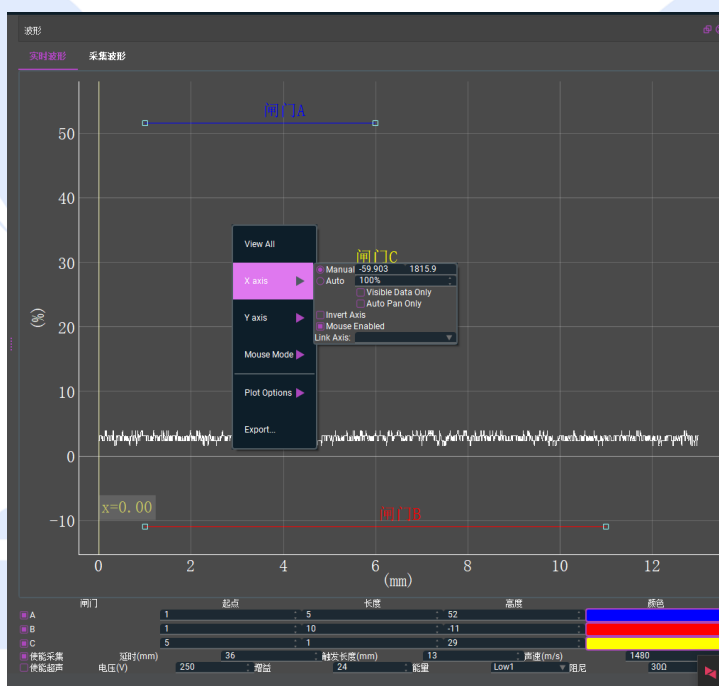 波形
实时波形 采集波形
闸门A
50
40
View All
闸门C
30
Manual -59.903 1815.9
X axis
Auto 100%
Visible Data Only
Auto Pan Only
Invert Axis
Y axis
(%)
20
Mouse Enabled
Link Axis:
Mouse Mode
Plot Options
10
Export...
0
x=0.00
闸门B
-10
0 2 4 6 8 10 12
(mm)
闸门 起点 长度 高度 颜色
A 1 5 52
B 1 10 -11
C 5 1 29
使能采集 延时(mm) 36 触发长度(mm) 13 声速(m/s) 1480
使能超声 电压(V) 250 增益 24 能量 Low1 阻尼 30Ω